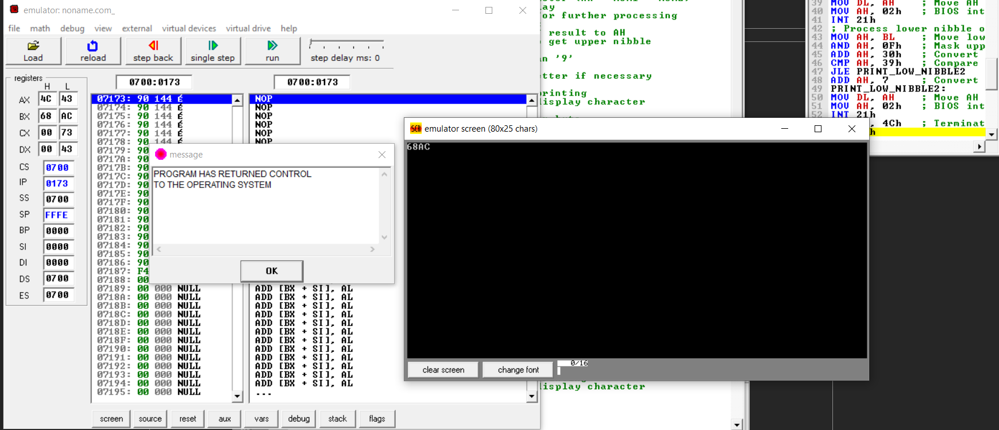 emulator: noname.com_
file math debug view external virtual devices virtual drive help
Load reload step back single step run step delay ms: 0
registers
H L
0700:0173 0700:0173
AX 4C 43
BX 68 AC
CX 00 73
DX 00 43
CS 0700
IP 0173
SS 0700
SP FFFE
BP 0000
SI 0000
DI 0000
DS 0700
ES 0700
07173: 90 144 É
07174: 90 144 É
07175: 90 144 É
07176: 90 144 É
07177: 90 144 É
07178: 90 144 É
07179: 90
0717A: 90
0717B: 90
0717C: 90
0717D: 90
0717E: 90
0717F: 90
07180: 90
07181: 90
07182: 90
07183: 90
07184: 90
07185: 90
07186: 90
07187: F4
07188: 00
07189: 00 000 NULL
0718A: 00 000 NULL
0718B: 00 000 NULL
0718C: 00 000 NULL
0718D: 00 000 NULL
0718E: 00 000 NULL
0718F: 00 000 NULL
07190: 00 000 NULL
07191: 00 000 NULL
07192: 00 000 NULL
07193: 00 000 NULL
07194: 00 000 NULL
07195: 00 000 NULL
NOP
NOP
NOP
NOP
NOP
NOP
ADD [BX + SI], AL
ADD [BX + SI], AL
ADD [BX + SI], AL
ADD [BX + SI], AL
ADD [BX + SI], AL
ADD [BX + SI], AL
ADD [BX + SI], AL
ADD [BX + SI], AL
ADD [BX + SI], AL
ADD [BX + SI], AL
ADD [BX + SI], AL
ADD [BX + SI], AL
...
screen source reset aux vars debug stack flags
message
PROGRAM HAS RETURNED CONTROL
TO THE OPERATING SYSTEM
OK
lay
or further processing
result to AH
get upper nibble
n '9'
etter if necessary
printing
display character
emulator screen (80x25 chars)
68AC
clear screen change font 0/16
display character
39 MOV DL, AH ; Move AH
40 MOV AH, 02h ; BIOS int
41 INT 21h
42 ; Process lower nibble o
43 MOV AH, BL ; Move low
44 AND AH, 0Fh ; Mask upp
45 ADD AH, 30h ; Convert
46 CMP AH, 39h ; Compare
47 JLE PRINT_LOW_NIBBLE2
48 ADD AH, 7 ; Convert
49 PRINT_LOW_NIBBLE2:
50 MOV DL, AH ; Move AH
51 MOV AH, 02h ; BIOS int
52 INT 21h
, 4Ch ; Terminat
h